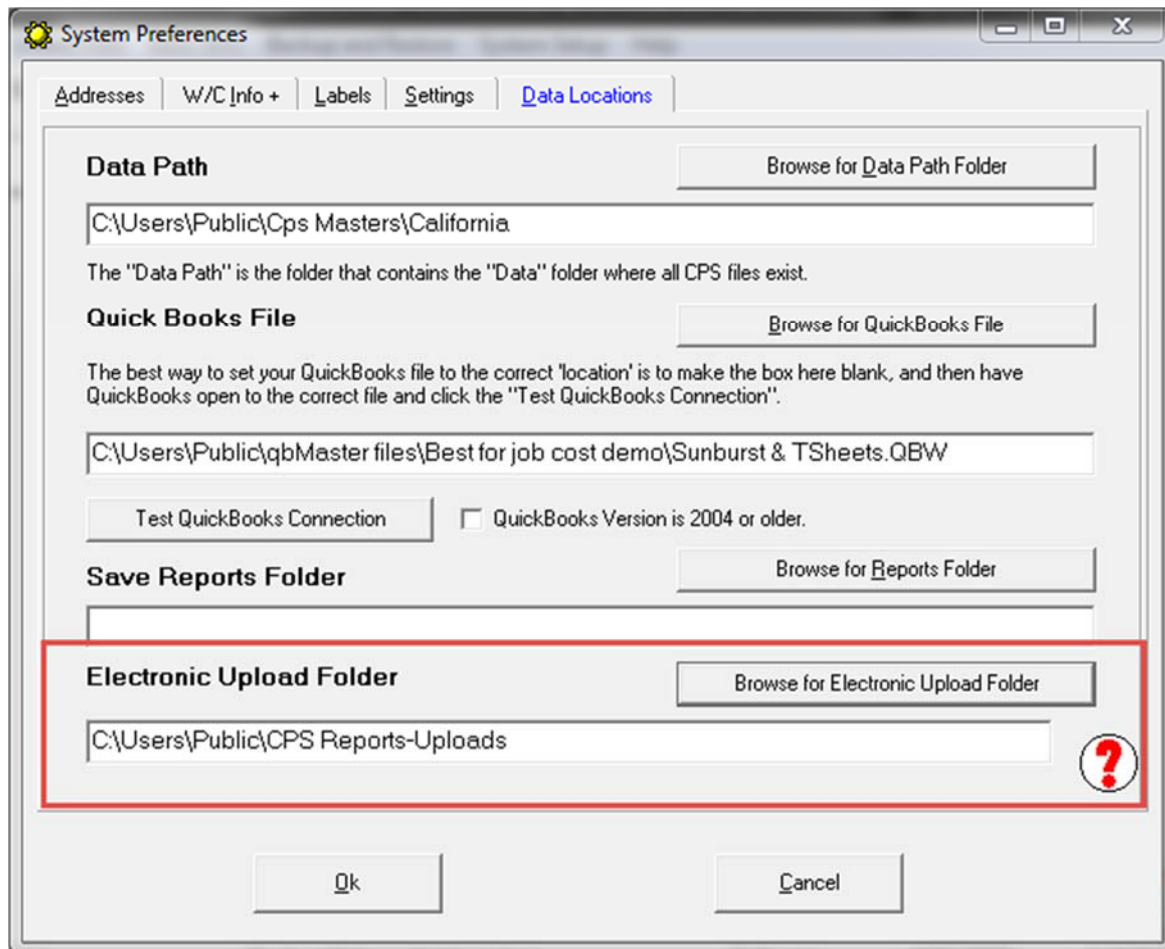 System Preferences
Backup and Restore System Setup Help
Addresses W/C Info + Labels Settings Data Locations
Data Path
Browse for Data Path Folder
C:\Users\Public\Cps Masters\California
The "Data Path" is the folder that contains the "Data" folder where all CPS files exist.
Quick Books File
Browse for QuickBooks File
The best way to set your QuickBooks file to the correct 'location' is to make the box here blank, and then have
QuickBooks open to the correct file and click the "Test QuickBooks Connection".
C:\Users\Public\qbMaster files\Best for job cost demo\Sunburst & TSheets.QBW
Test QuickBooks Connection
QuickBooks Version is 2004 or older.
Save Reports Folder
Browse for Reports Folder
Electronic Upload Folder
Browse for Electronic Upload Folder
C:\Users\Public\CPS Reports-Uploads
?
Ok
Cancel